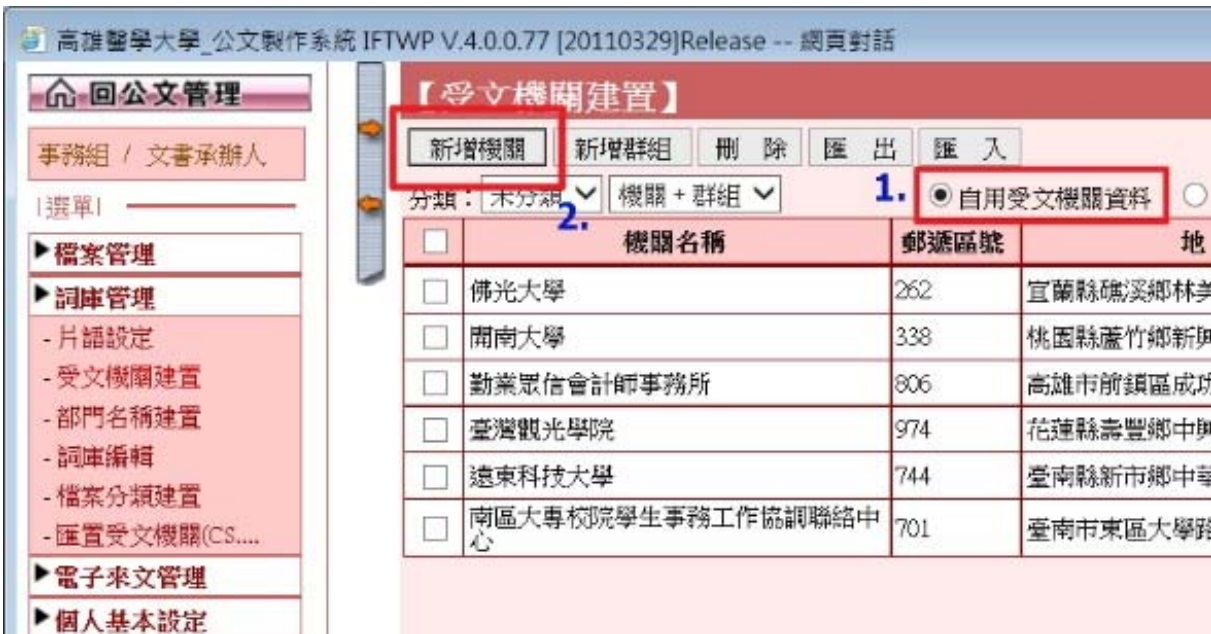 高雄醫學大學_公文製作系統 IFTWP V.4.0.0.77 [20110329]Release -- 網頁對話
回公文管理
事務組 / 文書承辦人
|選單|
▶檔案管理
▶詞庫管理
- 片語設定
- 受文機關建置
- 部門名稱建置
- 詞庫編輯
- 檔案分類建置
- 匯置受文機關(CS....
▶電子來文管理
▶個人基本設定
【受文機關建置】
新增機關 新增群組 刪 除 匯 出 匯 入
分類： 未分類 機關 + 群組 1. 自用受文機關資料
2.
機關名稱 郵遞區號 地
佛光大學 262 宜蘭縣礁溪鄉林美
開南大學 338 桃園縣蘆竹鄉新興
勤業眾信會計師事務所 806 高雄市前鎮區成功
臺灣觀光學院 974 花蓮縣壽豐鄉中興
遠東科技大學 744 臺南縣新市鄉中華
南區大專校院學生事務工作協調聯絡中 701 臺南市東區大學路
心